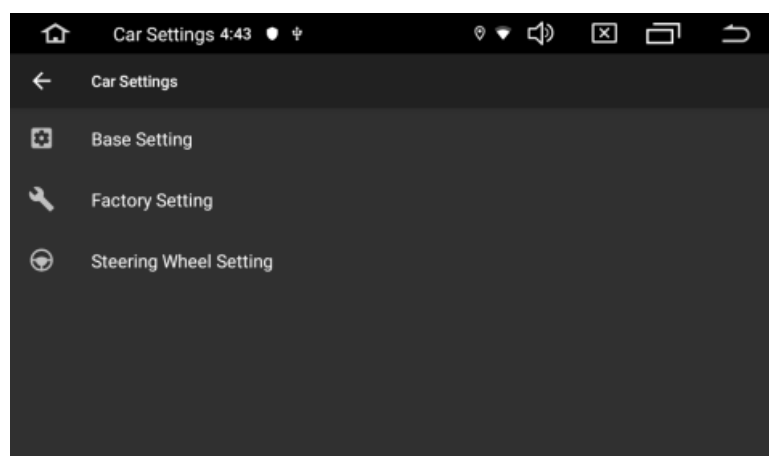 Car Settings 4:43
Car Settings
Base Setting
Factory Setting
Steering Wheel Setting